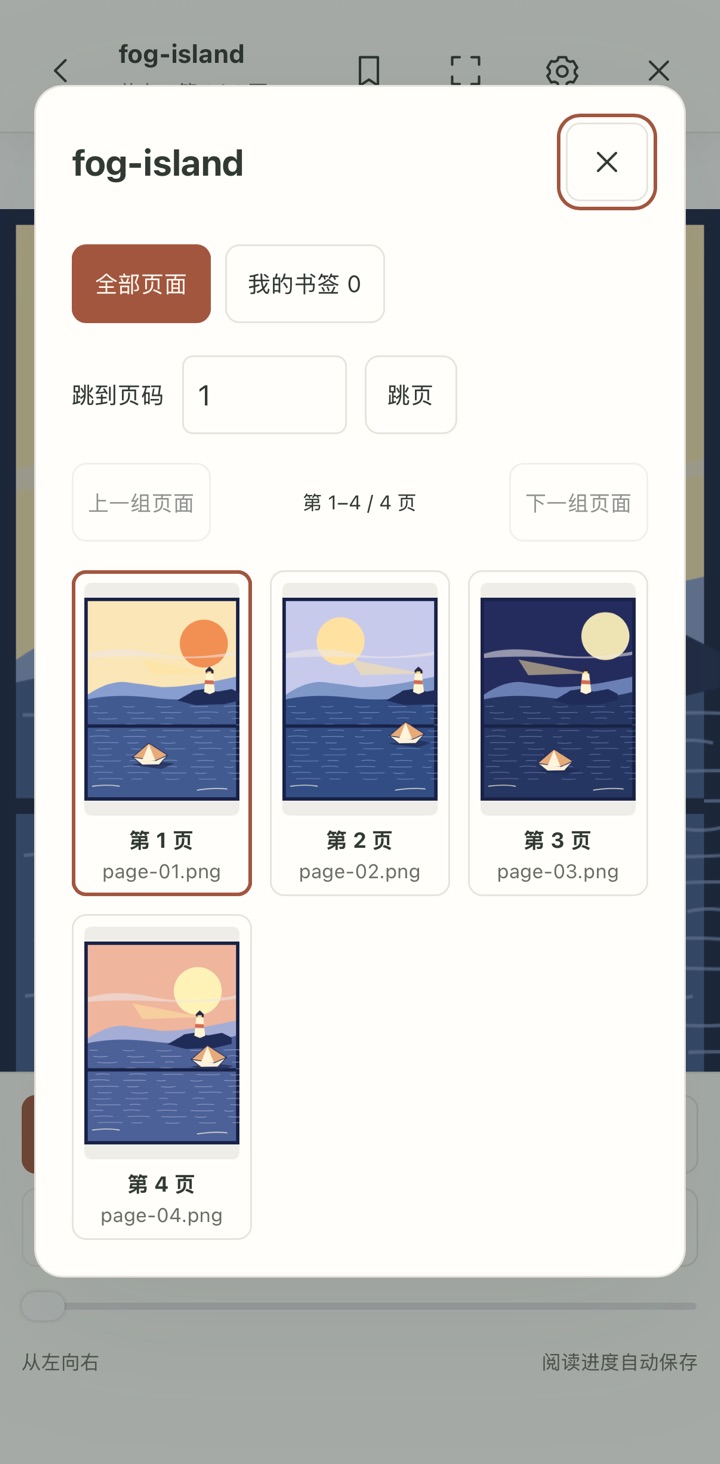 fog-island
fog-island
全部页面
我的书签 0
跳到页码
1
跳页
上一组页面
第 1–4 / 4 页
下一组页面
第 1 页
page-01.png
第 2 页
page-02.png
第 3 页
page-03.png
第 4 页
page-04.png
从左向右
阅读进度自动保存